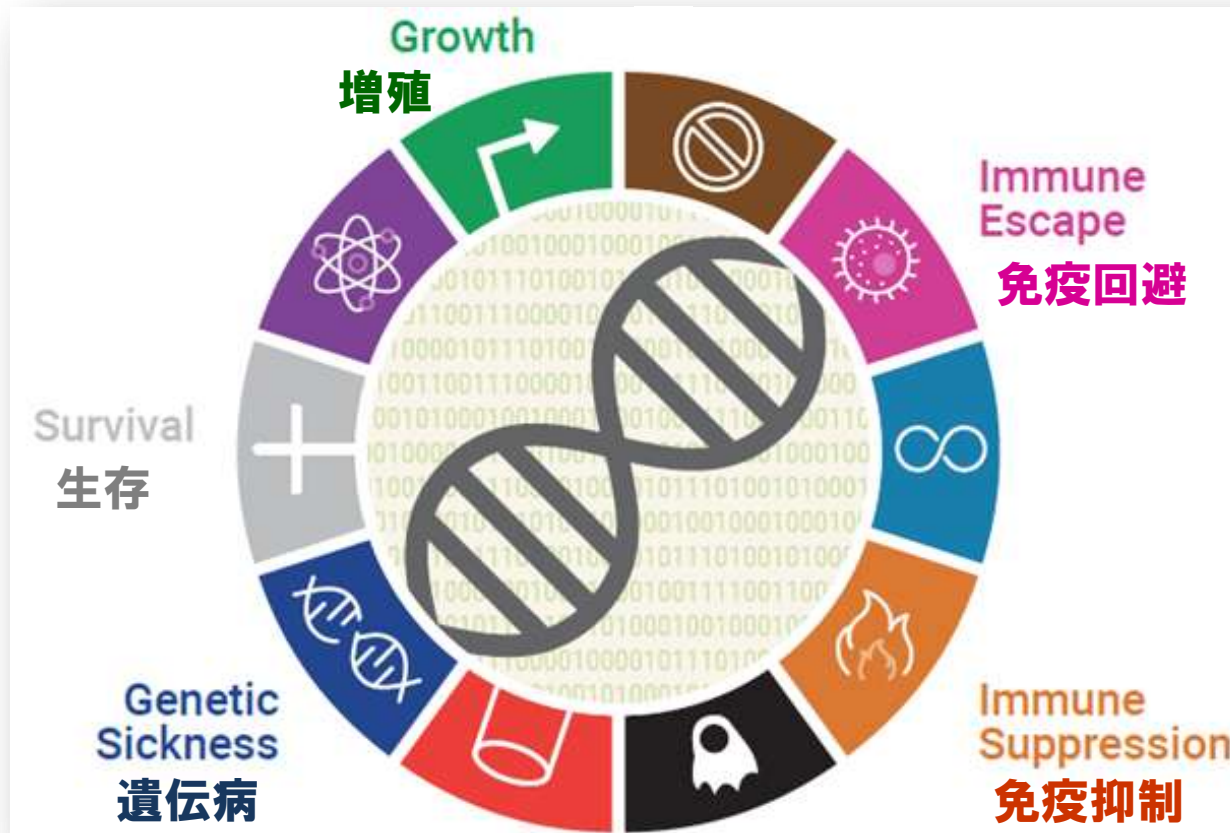 Growth
増殖
Immune
Escape
免疫回避
Survival
生存
Genetic
Sickness
遺伝病
Immune
Suppression
免疫抑制